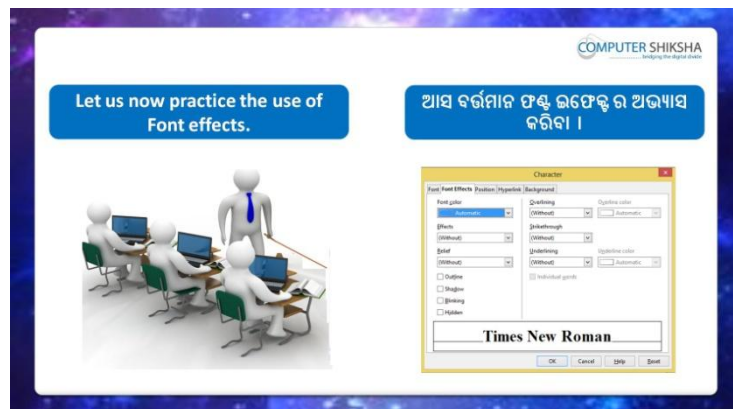 COMPUTER SHIKSHA
bridging the digital divide
Let us now practice the use of
Font effects.
ଆସ ବର୍ତ୍ତମାନ ଫଣ୍ଟ ଇଫେକ୍ଟ ର ଅଭ୍ୟାସ
କରିବା ।
Character
Font Font Effects Position Hyperlink Background
Font color Overlining Overline color
Automatic (Without) Automatic
Effects Strikethrough
(Without) (Without)
Relief Underlining Underline color
(Without) (Without) Automatic
Outline Individual words
Shadow
Blinking
Hidden
Times New Roman
OK Cancel Help Reset